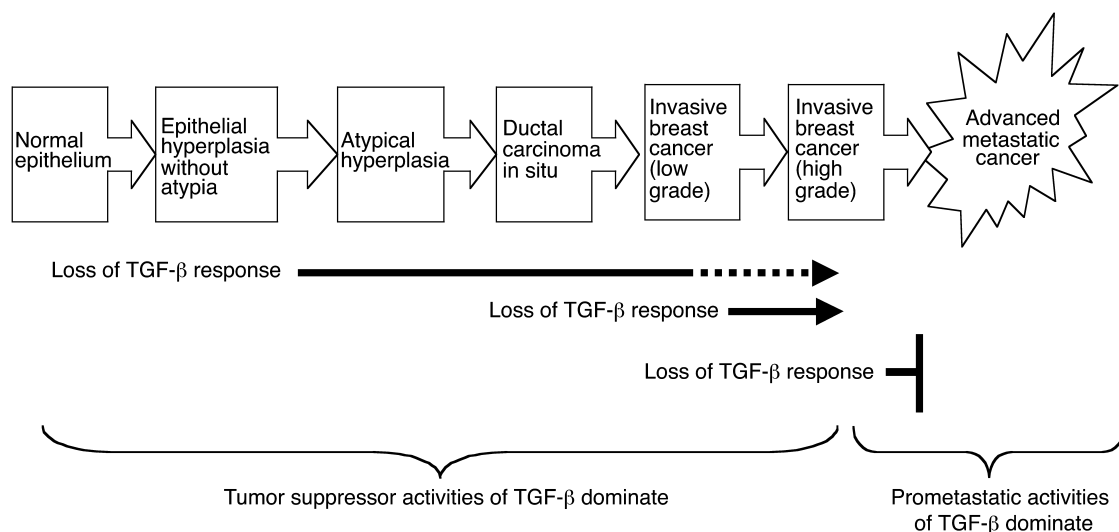 Normal
epithelium
Epithelial
hyperplasia
without
atypia
Atypical
hyperplasia
Ductal
carcinoma
in situ
Invasive
breast
cancer
(low
grade)
Invasive
breast
cancer
(high
grade)
Advanced
metastatic
cancer
Loss of TGF-β response
Loss of TGF-β response
Loss of TGF-β response
Tumor suppressor activities of TGF-β dominate
Prometastatic activities
of TGF-β dominate